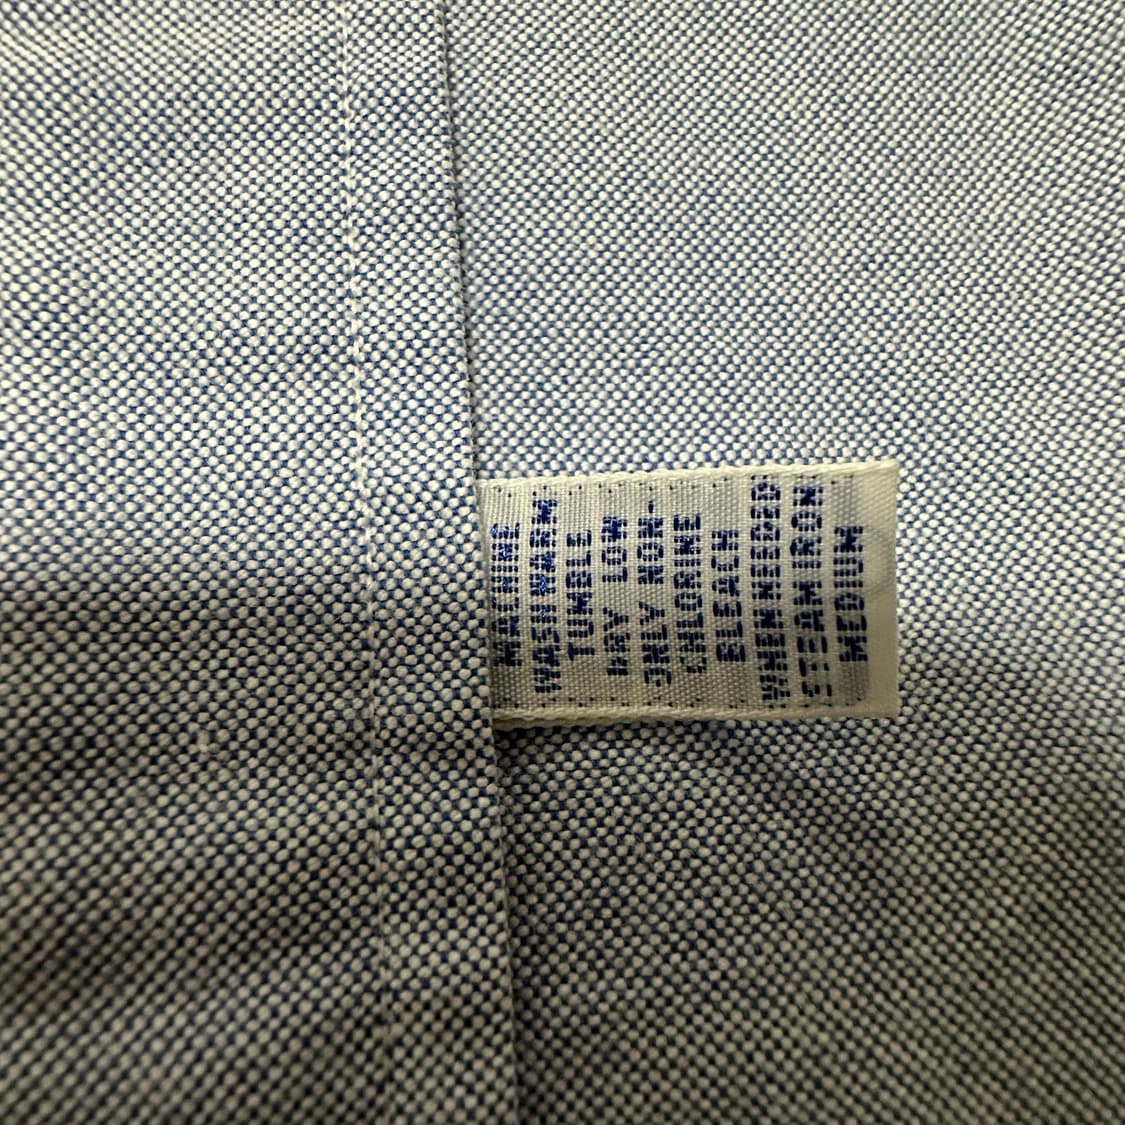 MACHINE
WASH WARM
TUMBLE
DRY LOW
ONLY NON-
CHLORINE
BLEACH
WHEN NEEDED
STEAM IRON
MEDIUM